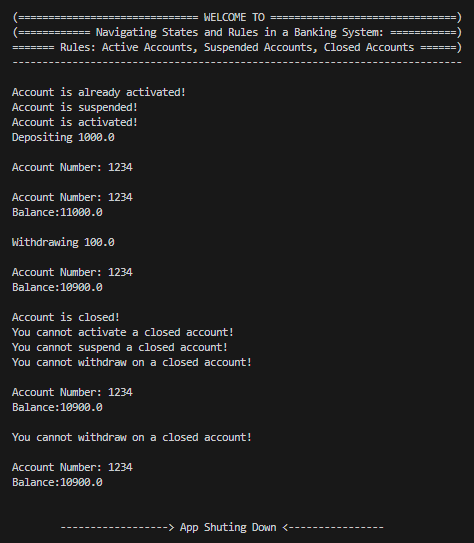 (============================== WELCOME TO ===============================)
(============ Navigating States and Rules in a Banking System: ===========)
======= Rules: Active Accounts, Suspended Accounts, Closed Accounts ======)
---------------------------------------------------------------------------
Account is already activated!
Account is suspended!
Account is activated!
Depositing 1000.0
Account Number: 1234
Account Number: 1234
Balance:11000.0
Withdrawing 100.0
Account Number: 1234
Balance:10900.0
Account is closed!
You cannot activate a closed account!
You cannot suspend a closed account!
You cannot withdraw on a closed account!
Account Number: 1234
Balance:10900.0
You cannot withdraw on a closed account!
Account Number: 1234
Balance:10900.0
------------------> App Shuting Down <----------------